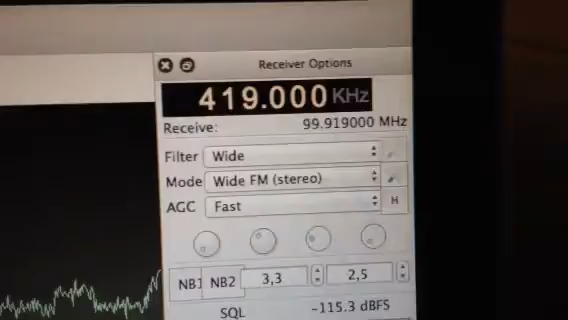 Receiver Options
419.000 KHz
Receive: 99.919000 MHz
Filter Wide
Mode Wide FM (stereo)
AGC Fast H
NB1 NB2 3,3 2,5
SQL -115.3 dBFS